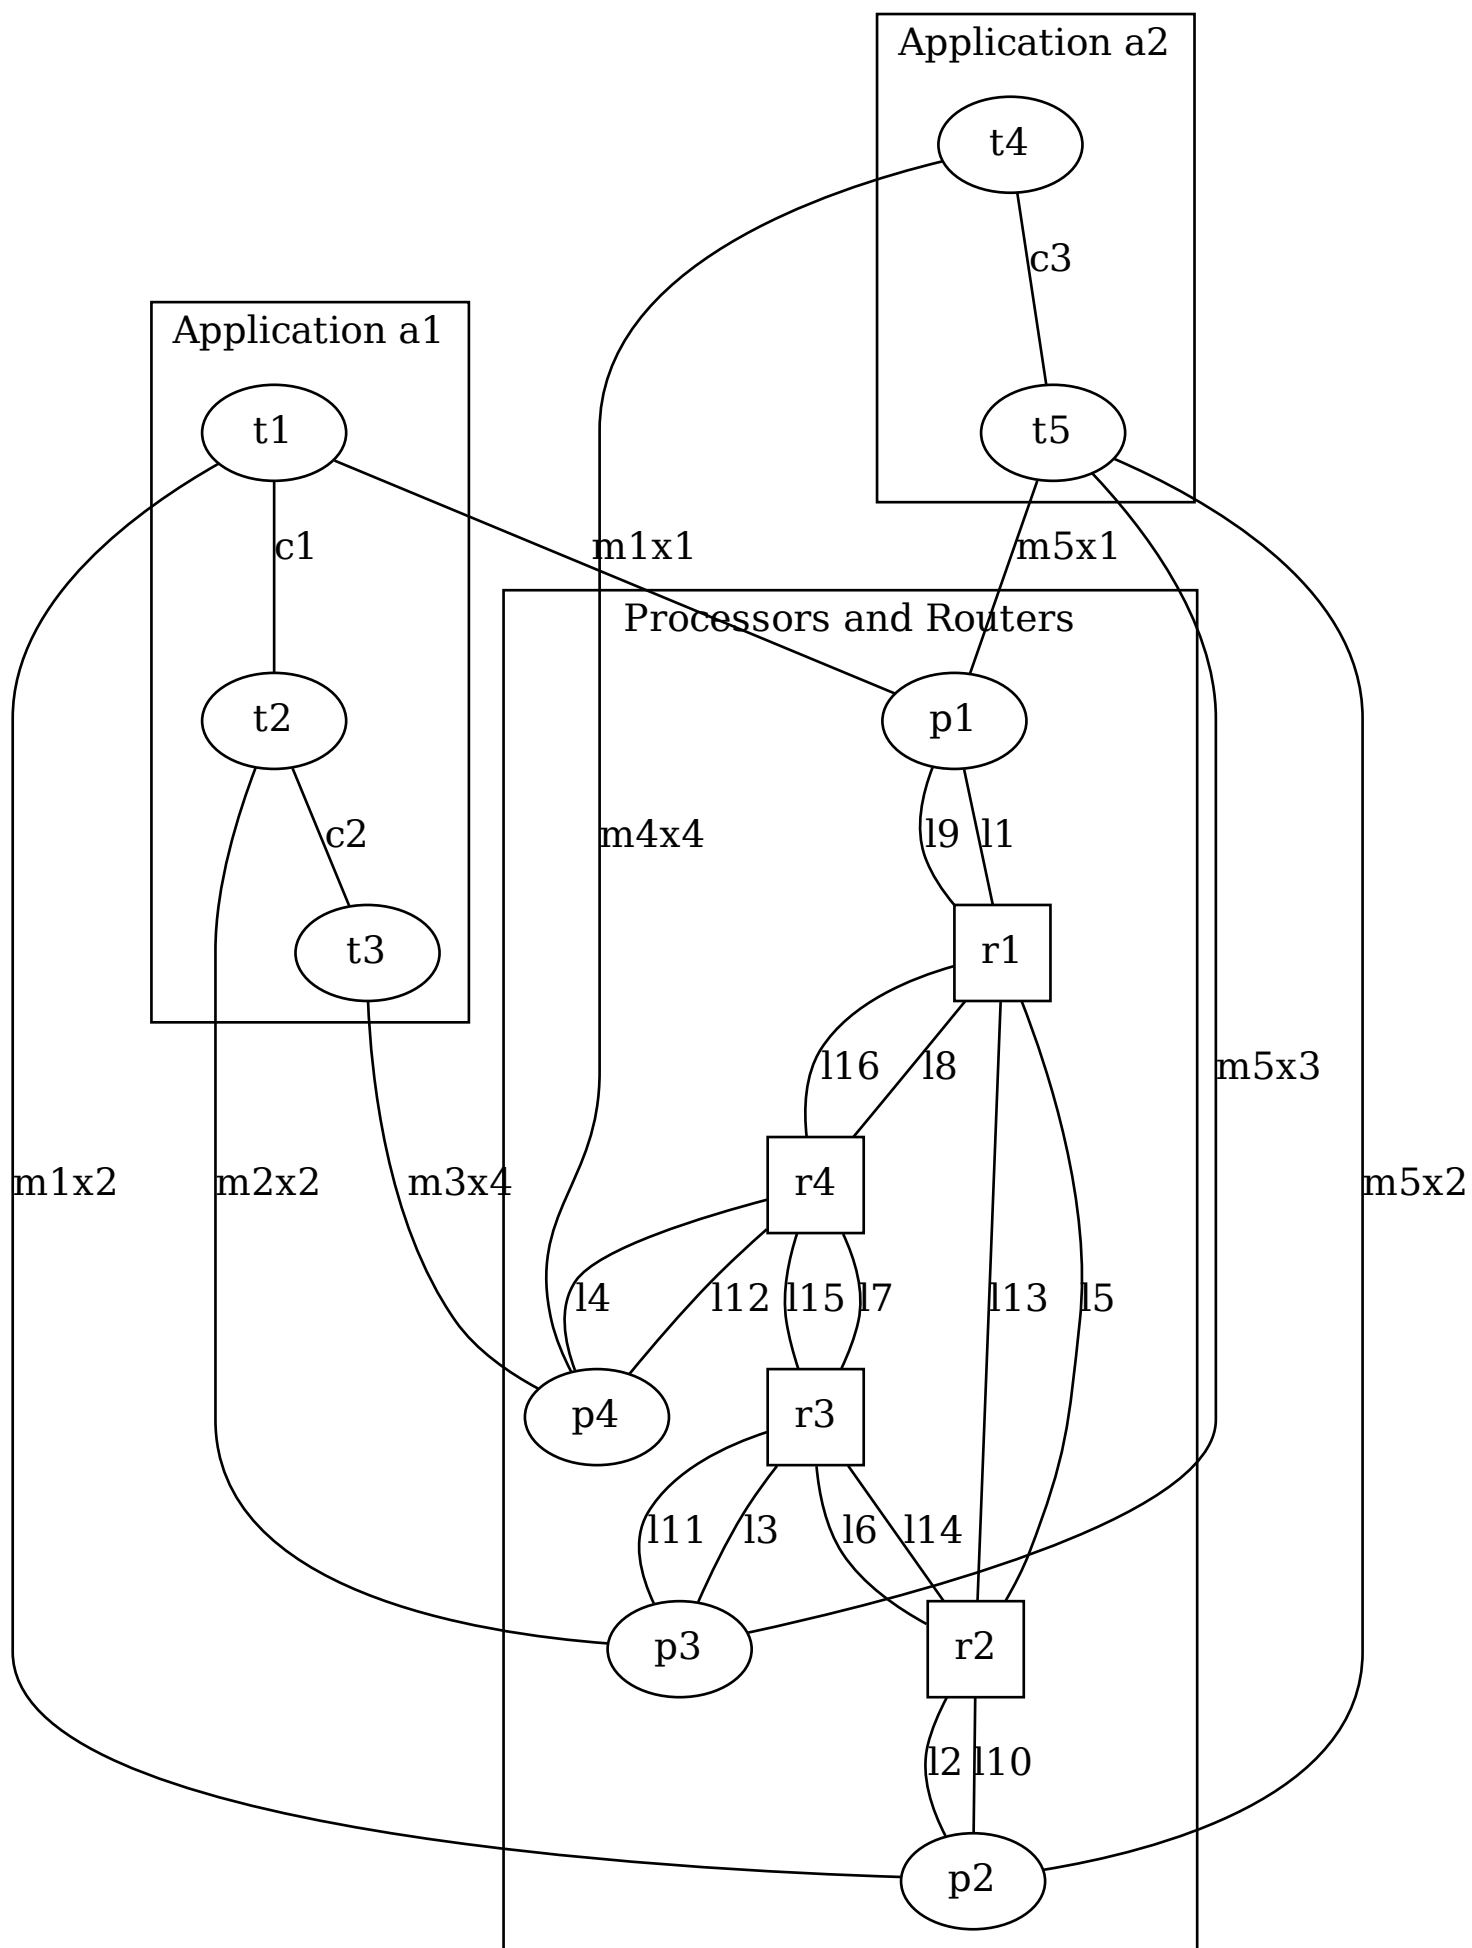 Application a2
t4
c3
Application a1
t1
t5
c1
m1x1
m5x1
Processors and Routers
t2
p1
c2
m4x4
l9
l1
t3
r1
l16
l8
m5x3
m1x2
m2x2
m3x4
r4
m5x2
l4
l12
l15
l7
l13
l5
p4
r3
l11
l3
l6
l14
p3
r2
l2
l10
p2